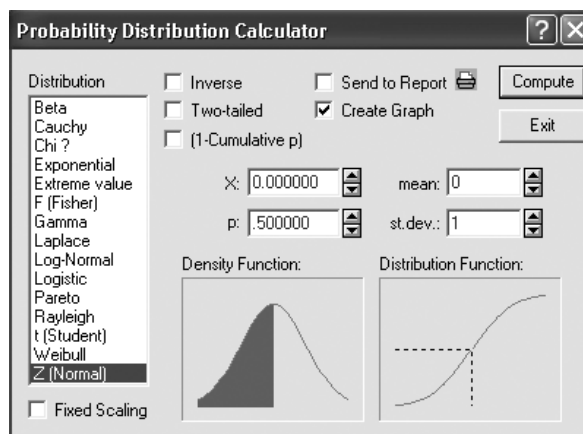 Probability Distribution Calculator
Distribution
Beta
Cauchy
Chi ?
Exponential
Extreme value
F (Fisher)
Gamma
Laplace
Log-Normal
Logistic
Pareto
Rayleigh
t (Student)
Weibull
Z (Normal)
Fixed Scaling
Inverse
Two-tailed
(1-Cumulative p)
Send to Report
Create Graph
Compute
Exit
X: 0.000000
mean: 0
p: .500000
st.dev.: 1
Density Function:
Distribution Function: